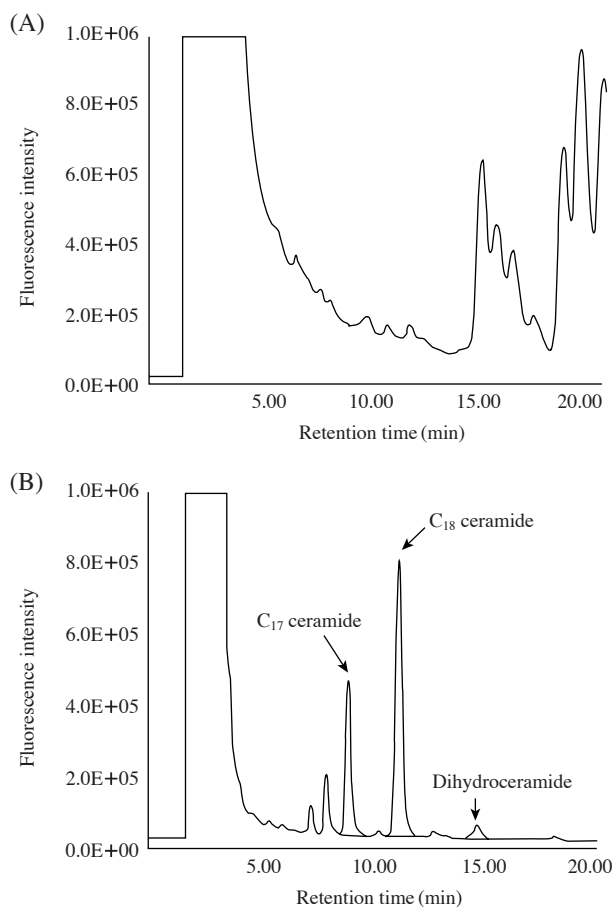 (A)
1.0E+06
8.0E+05
6.0E+05
4.0E+05
2.0E+05
0.0E+00
Fluorescence intensity
5.00 10.00 15.00 20.00
Retention time (min)
(B)
1.0E+06
8.0E+05
6.0E+05
4.0E+05
2.0E+05
0.0E+00
Fluorescence intensity
C₁₈ ceramide
C₁₇ ceramide
Dihydroceramide
5.00 10.00 15.00 20.00
Retention time (min)